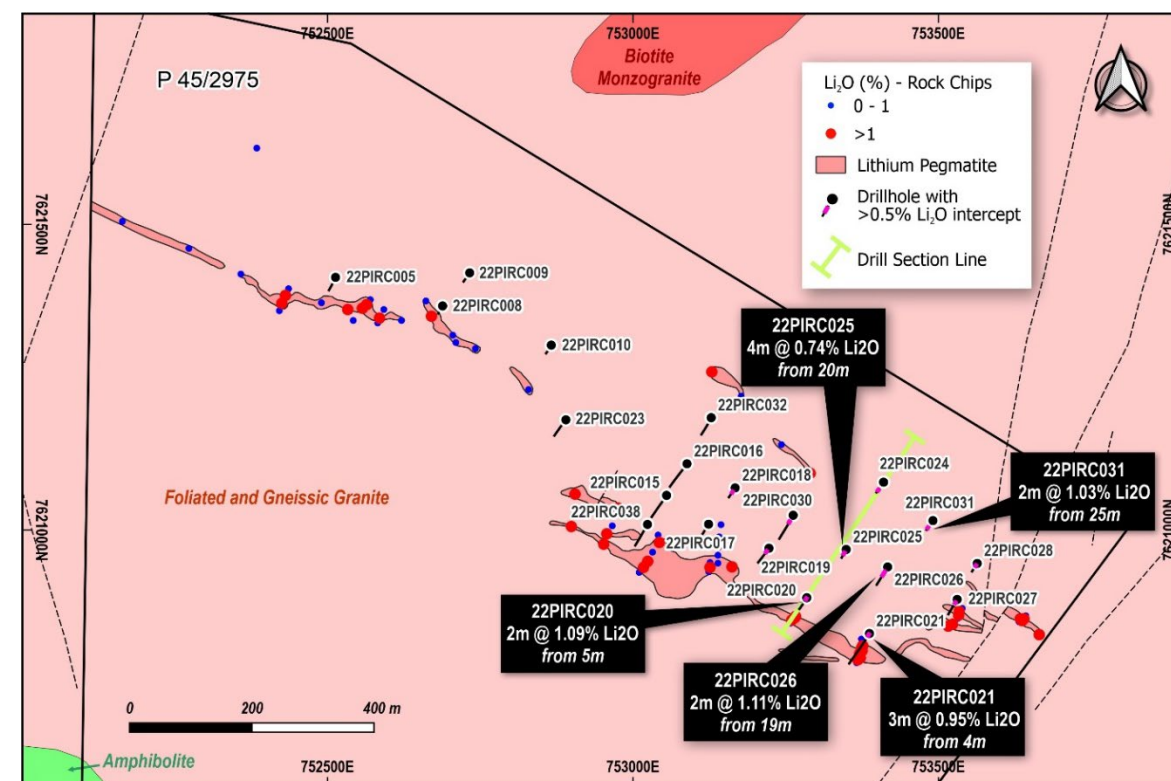 752500E
753000E
753500E
P 45/2975
Biotite
Monzogranite
Li₂O (%) - Rock Chips
0 - 1
>1
Lithium Pegmatite
Drillhole with
>0.5% Li₂O intercept
Drill Section Line
7621500N
7621500N
22PIRC005
22PIRC009
22PIRC008
22PIRC010
22PIRC025
4m @ 0.74% Li2O
from 20m
22PIRC023
22PIRC032
22PIRC016
22PIRC015
22PIRC018
22PIRC030
22PIRC038
22PIRC017
22PIRC024
22PIRC031
2m @ 1.03% Li2O
from 25m
22PIRC031
Foliated and Gneissic Granite
7621000N
7621000N
22PIRC025
22PIRC019
22PIRC028
22PIRC026
22PIRC020
22PIRC027
22PIRC021
22PIRC020
2m @ 1.09% Li2O
from 5m
22PIRC026
2m @ 1.11% Li2O
from 19m
22PIRC021
3m @ 0.95% Li2O
from 4m
0 200 400 m
Amphibolite
752500E
753000E
753500E